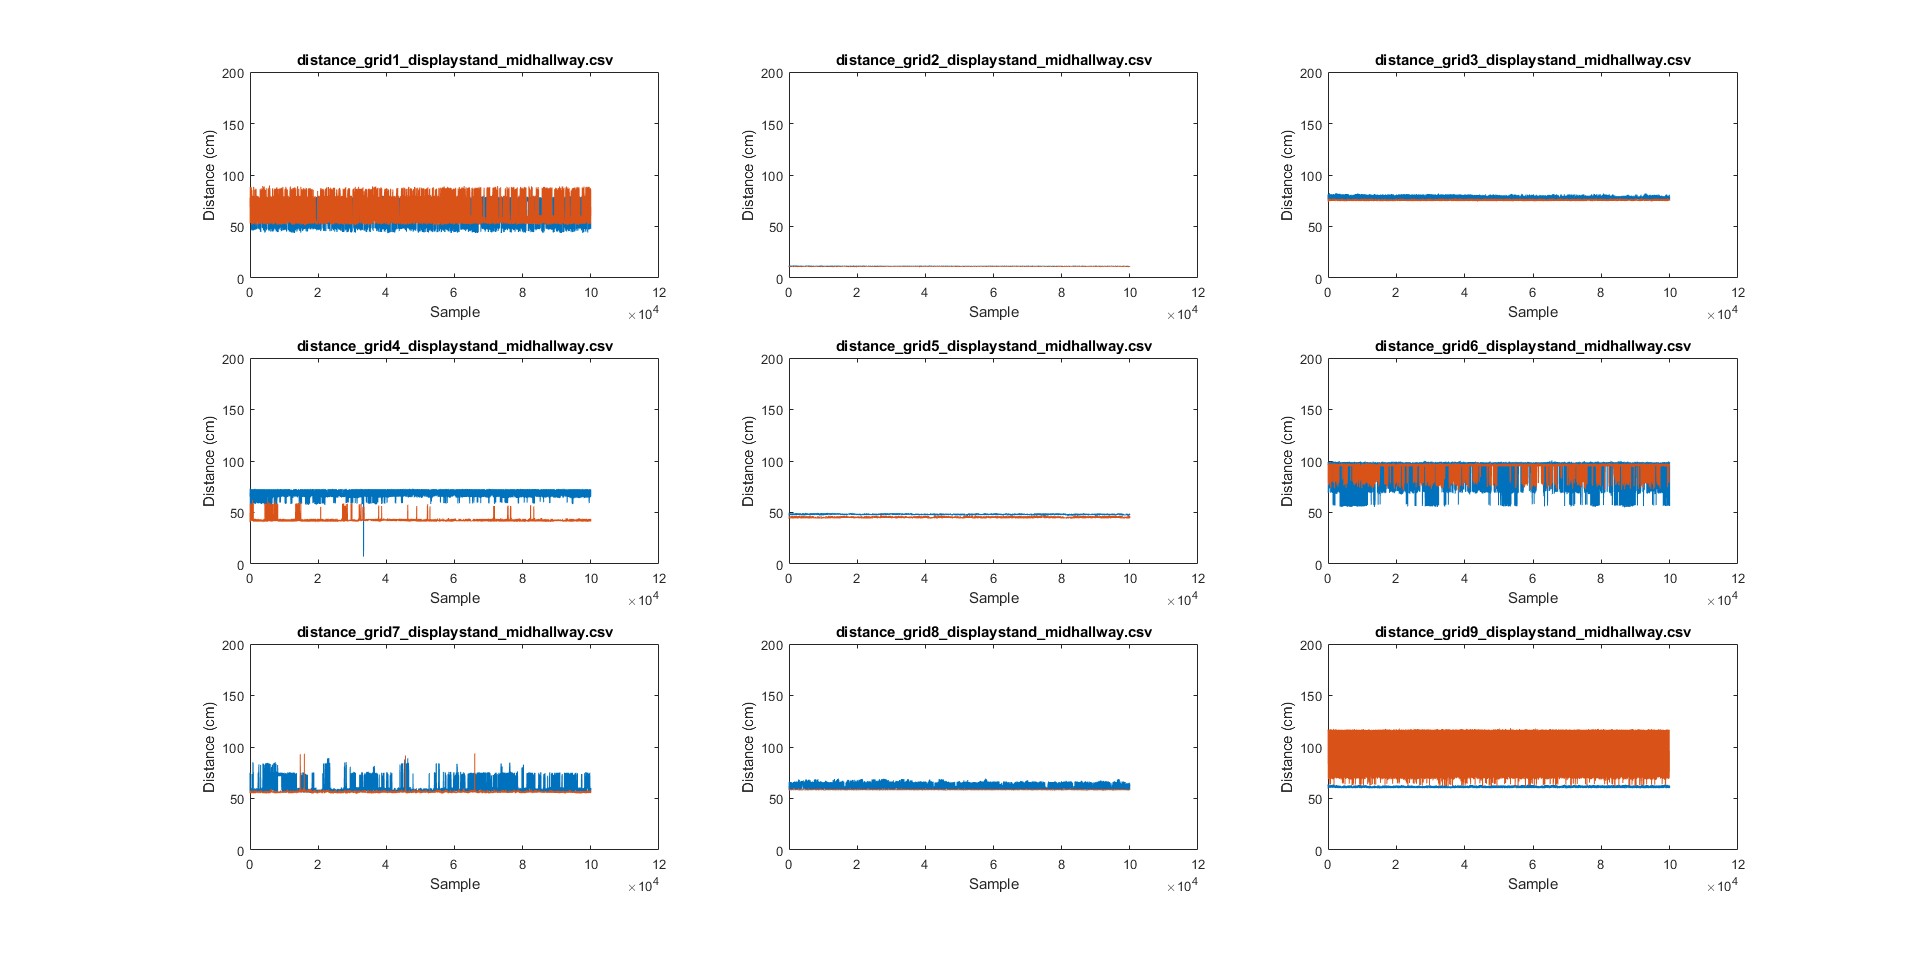 distance_grid1_displaystand_midhallway.csv
200
150
100
50
0
Distance (cm)
0 2 4 6 8 10 12
Sample
×10^4
distance_grid2_displaystand_midhallway.csv
200
150
100
50
0
Distance (cm)
0 2 4 6 8 10 12
Sample
×10^4
distance_grid3_displaystand_midhallway.csv
200
150
100
50
0
Distance (cm)
0 2 4 6 8 10 12
Sample
×10^4
distance_grid4_displaystand_midhallway.csv
200
150
100
50
0
Distance (cm)
0 2 4 6 8 10 12
Sample
×10^4
distance_grid5_displaystand_midhallway.csv
200
150
100
50
0
Distance (cm)
0 2 4 6 8 10 12
Sample
×10^4
distance_grid6_displaystand_midhallway.csv
200
150
100
50
0
Distance (cm)
0 2 4 6 8 10 12
Sample
×10^4
distance_grid7_displaystand_midhallway.csv
200
150
100
50
0
Distance (cm)
0 2 4 6 8 10 12
Sample
×10^4
distance_grid8_displaystand_midhallway.csv
200
150
100
50
0
Distance (cm)
0 2 4 6 8 10 12
Sample
×10^4
distance_grid9_displaystand_midhallway.csv
200
150
100
50
0
Distance (cm)
0 2 4 6 8 10 12
Sample
×10^4